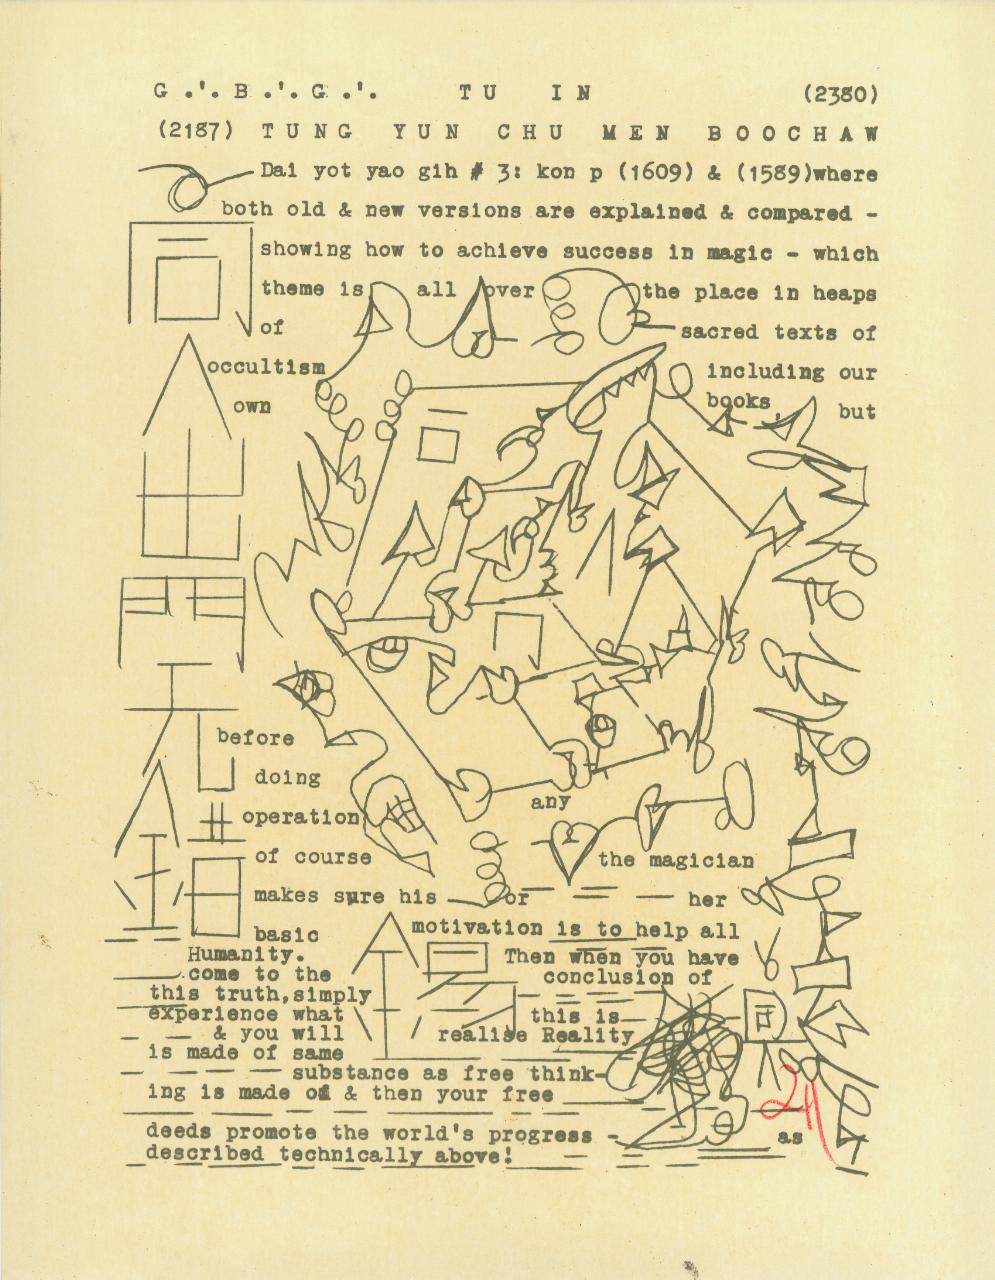 G .'. B .'. G .'. TU IN (2380)
(2187) TUNG YUN CHU MEN BOOCHAW
Dai yot yao gih # 3: kon p (1609) & (1589)where
both old & new versions are explained & compared -
showing how to achieve success in magic - which
theme is all over the place in heaps
of sacred texts of
occultism including our
own books, but
before
doing
any
operation
of course the magician
makes sure his or her
basic motivation is to help all
Humanity. Then when you have
come to the conclusion of
this truth,simply
experience what this is
& you will realise Reality
is made of same
substance as free think-
ing is made of & then your free
deeds promote the world's progress - as
described technically above!
24